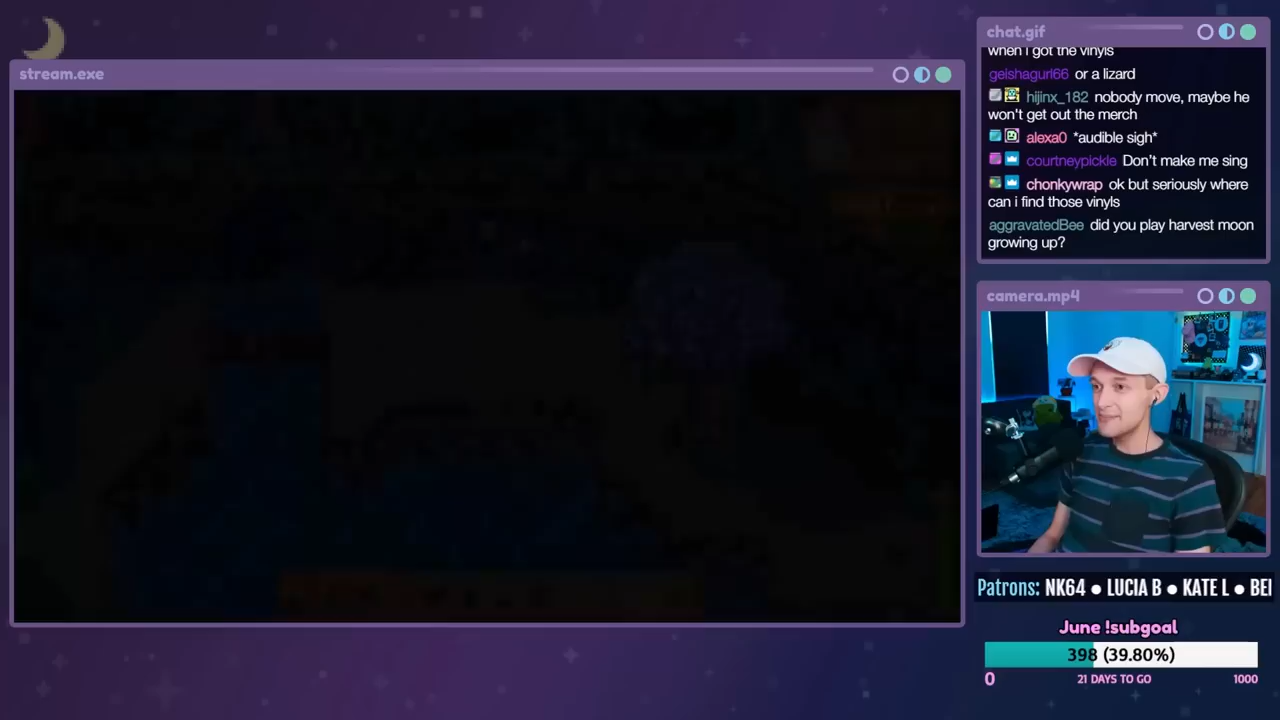 stream.exe
chat.gif
when i got the vinyls
geishagurl66 or a lizard
hijinx_182 nobody move, maybe he
won't get out the merch
alexa0 *audible sigh*
courtneypickle Don't make me sing
chonkywrap ok but seriously where
can i find those vinyls
aggravatedBee did you play harvest moon
growing up?
camera.mp4
Patrons: NK64 ● LUCIA B ● KATE L ● BEI
June !subgoal
398 (39.80%)
0 21 DAYS TO GO 1000